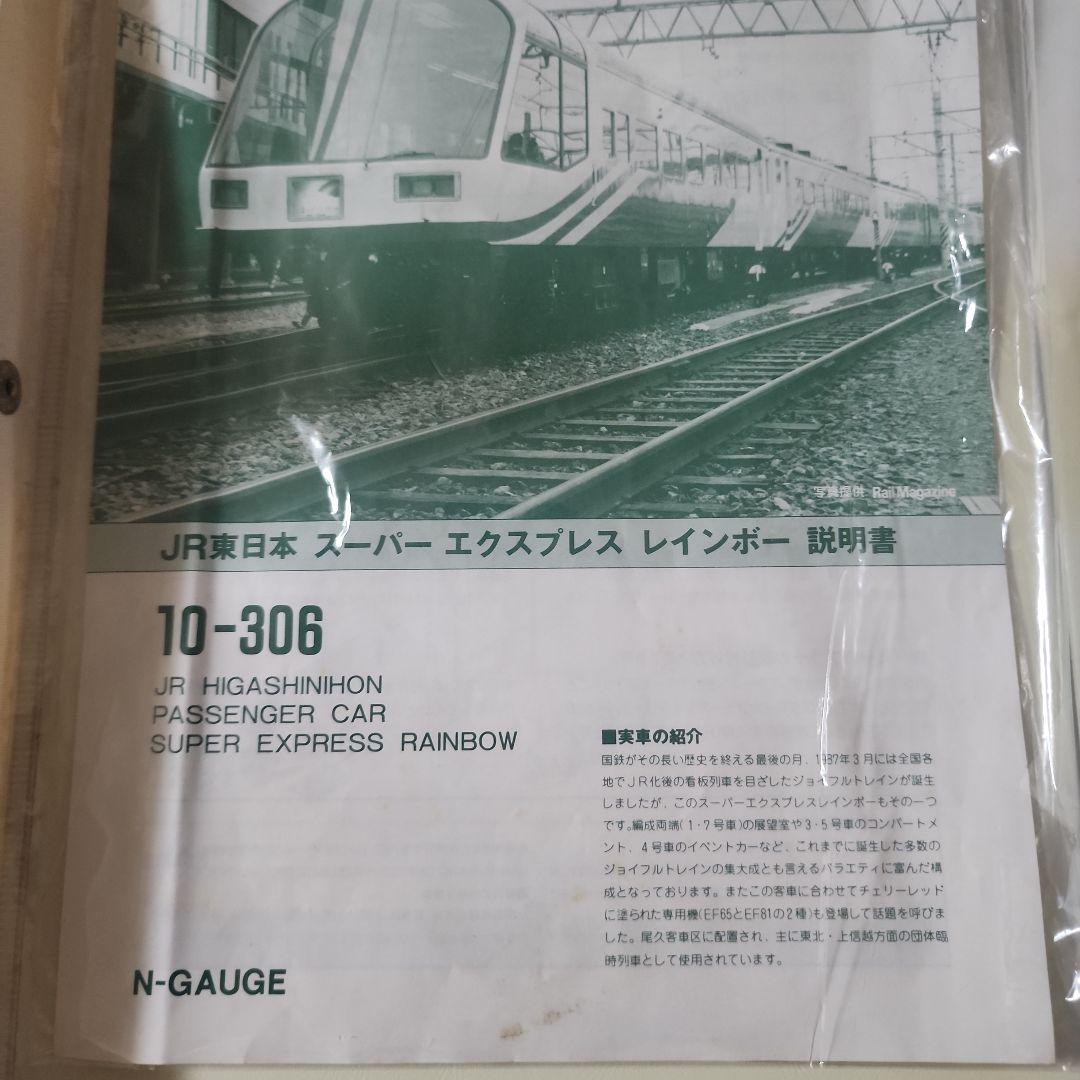 写真提供 Rail Magazine
JR東日本 スーパー エクスプレス レインボー 説明書
10-306
JR HIGASHINIHON
PASSENGER CAR
SUPER EXPRESS RAINBOW
■実車の紹介
国鉄がその長い歴史を終える最後の月、1987年3月には全国各
地でJR化後の看板列車を目ざしたジョイフルトレインが誕生
しましたが、このスーパーエクスプレスレインボーもその一つ
です。編成両端(1・7号車)の展望室や3・5号車のコンパートメ
ント、4号車のイベントカーなど、これまでに誕生した多数の
ジョイフルトレインの集大成とも言えるバラエティに富んだ構
成となっております。またこの客車に合わせてチェリーレッド
に塗られた専用機(EF65とEF81の2種)も登場して話題を呼びま
した。尾久客車区に配置され、主に東北・上信越方面の団体臨
時列車として使用されています。
N-GAUGE